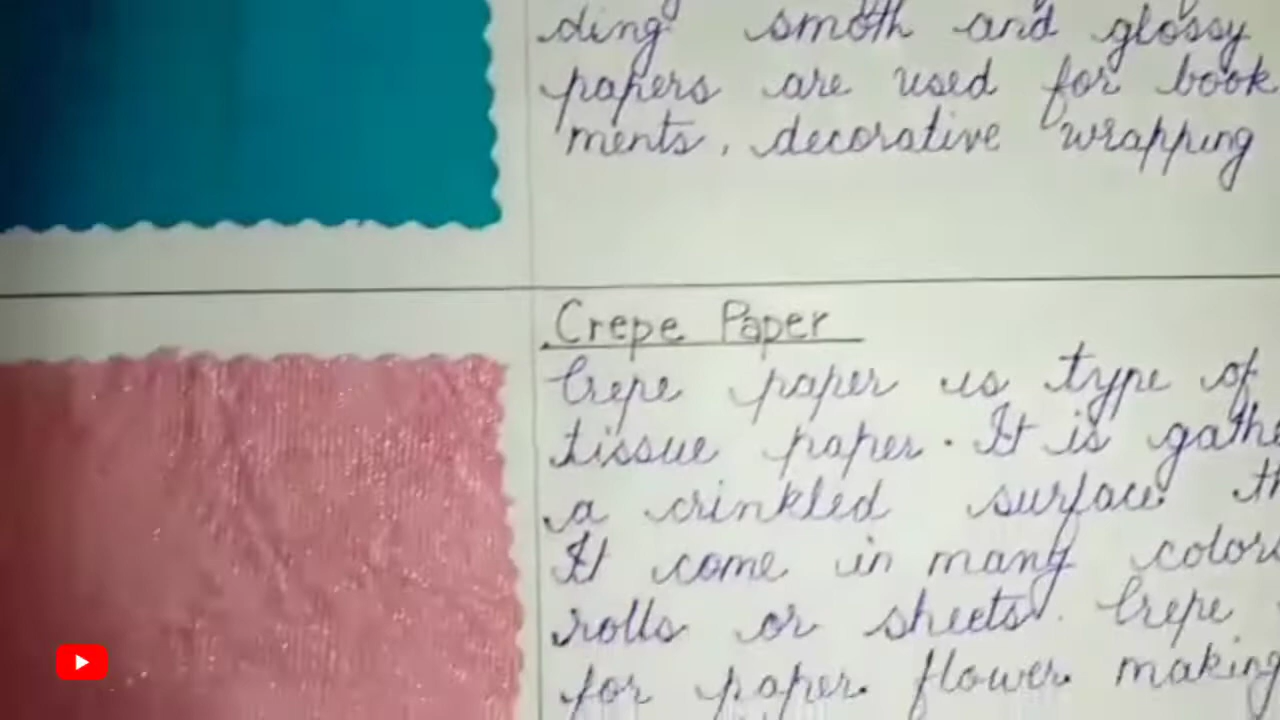 ding smoth and glossy
papers are used for book
ments, decorative wrapping
Crepe Paper
Crepe paper is type of
tissue paper. It is gathe
a crinkled surface. th
It come in many colors
rolls or sheets. Crepe
for paper flower making